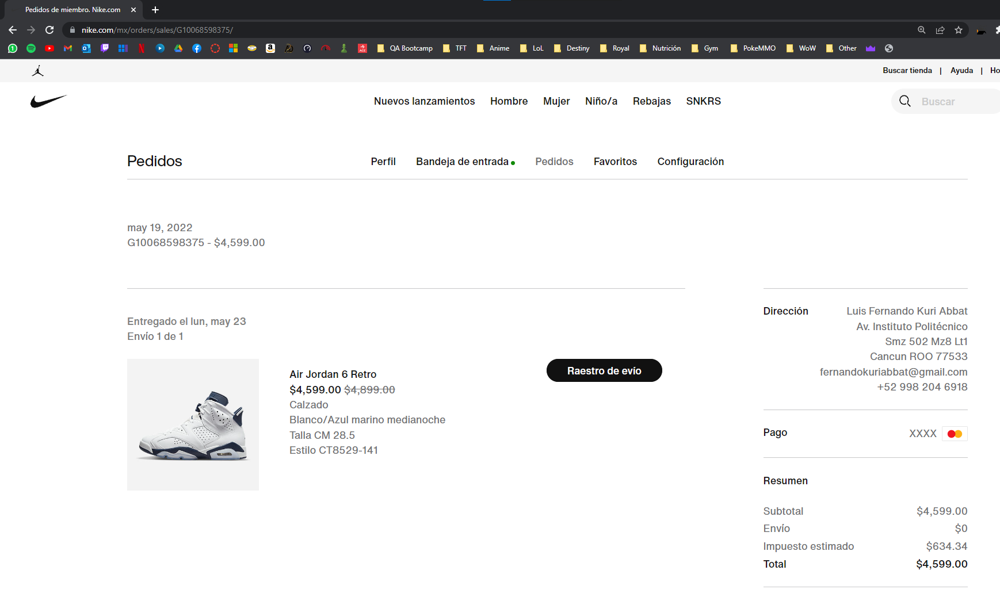 Pedidos de miembro. Nike.com
nike.com/mx/orders/sales/G10068598375/
QA Bootcamp TFT Anime LoL Destiny Royal Nutrición Gym PokeMMO WoW Other
Buscar tienda | Ayuda | Ho
Nuevos lanzamientos Hombre Mujer Niño/a Rebajas SNKRS
Buscar
Pedidos
Perfil Bandeja de entrada Pedidos Favoritos Configuración
may 19, 2022
G10068598375 - $4,599.00
Entregado el lun, may 23
Envío 1 de 1
Air Jordan 6 Retro
$4,599.00 $4,899.00
Calzado
Blanco/Azul marino medianoche
Talla CM 28.5
Estilo CT8529-141
Raestro de evío
Dirección
Luis Fernando Kuri Abbat
Av. Instituto Politécnico
Smz 502 Mz8 Lt1
Cancun ROO 77533
fernandokuriabbat@gmail.com
+52 998 204 6918
Pago XXXX
Resumen
Subtotal $4,599.00
Envío $0
Impuesto estimado $634.34
Total $4,599.00